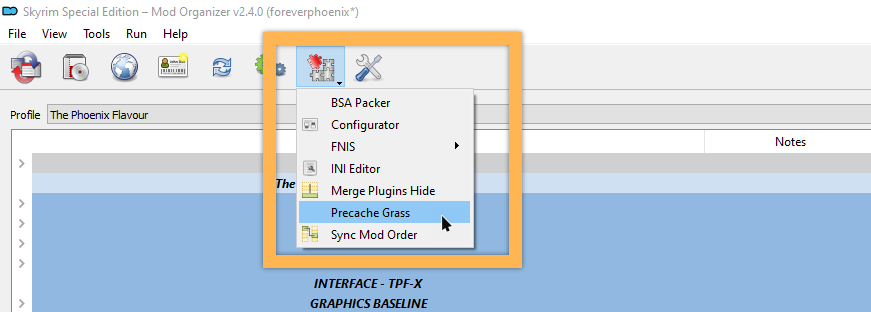 Skyrim Special Edition – Mod Organizer v2.4.0 (foreverphoenix*)
File View Tools Run Help
Profile The Phoenix Flavour
BSA Packer
Configurator
FNIS
INI Editor
Merge Plugins Hide
Precache Grass
Sync Mod Order
Notes
The
INTERFACE - TPF-X
GRAPHICS BASELINE